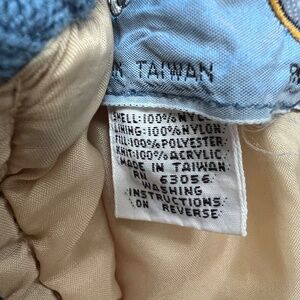 N TAIWAN
SHELL:100% NYL
LINING:100% NYLON
FILL:100% POLYESTER
KNIT:100% ACRYLIC
MADE IN TAIWAN
RN 63056
WASHING
INSTRUCTIONS
ON REVERSE